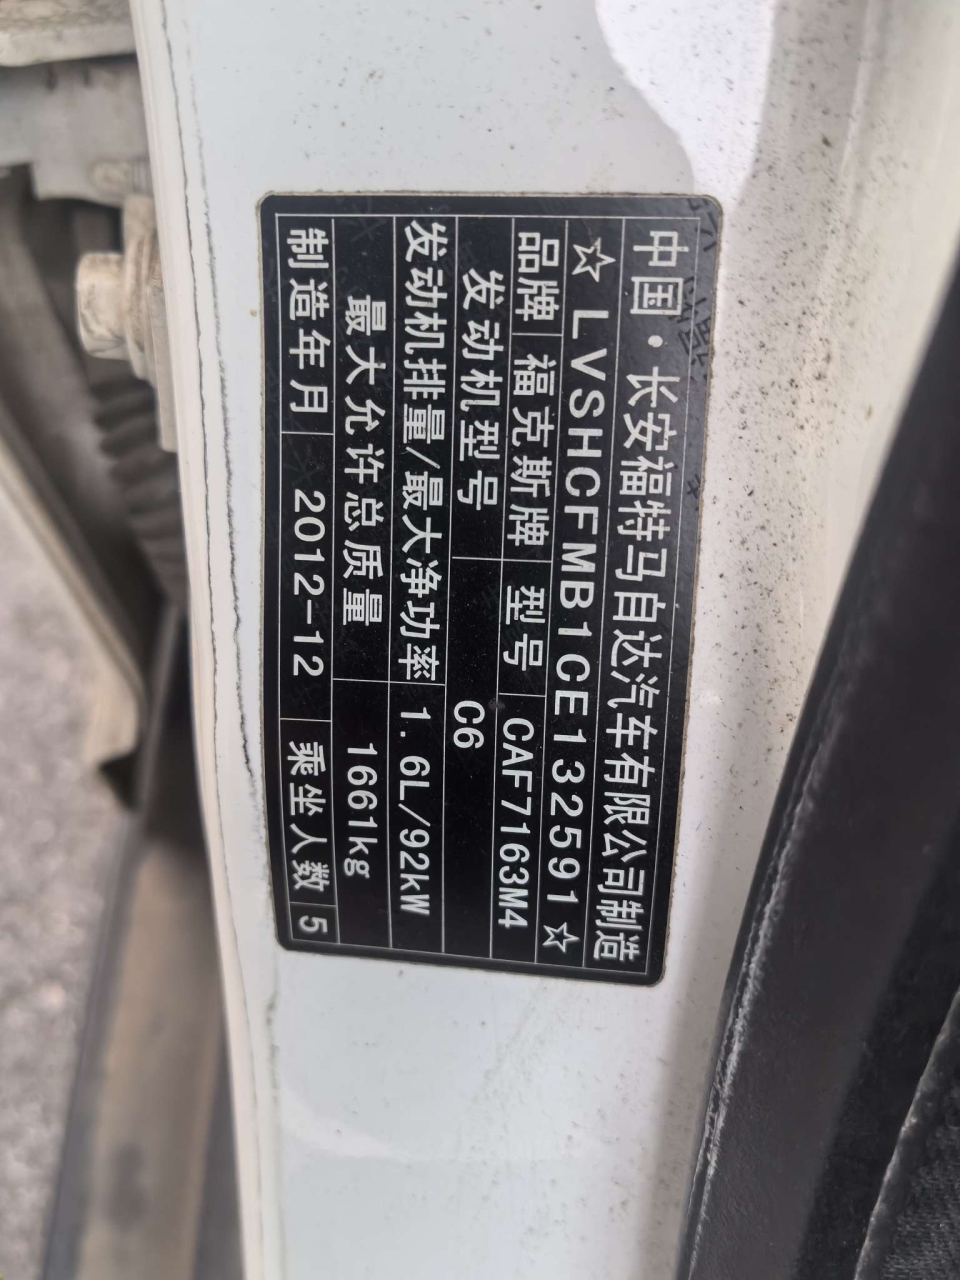 中国·长安福特马自达汽车有限公司制造
☆LVSHCFMB1CE132591☆
品牌 福克斯牌 型号 CAF7163M4
发动机型号 C6
发动机排量/最大净功率 1.6L/92kW
最大允许总质量 1661kg
制造年月 2012-12 乘坐人数 5